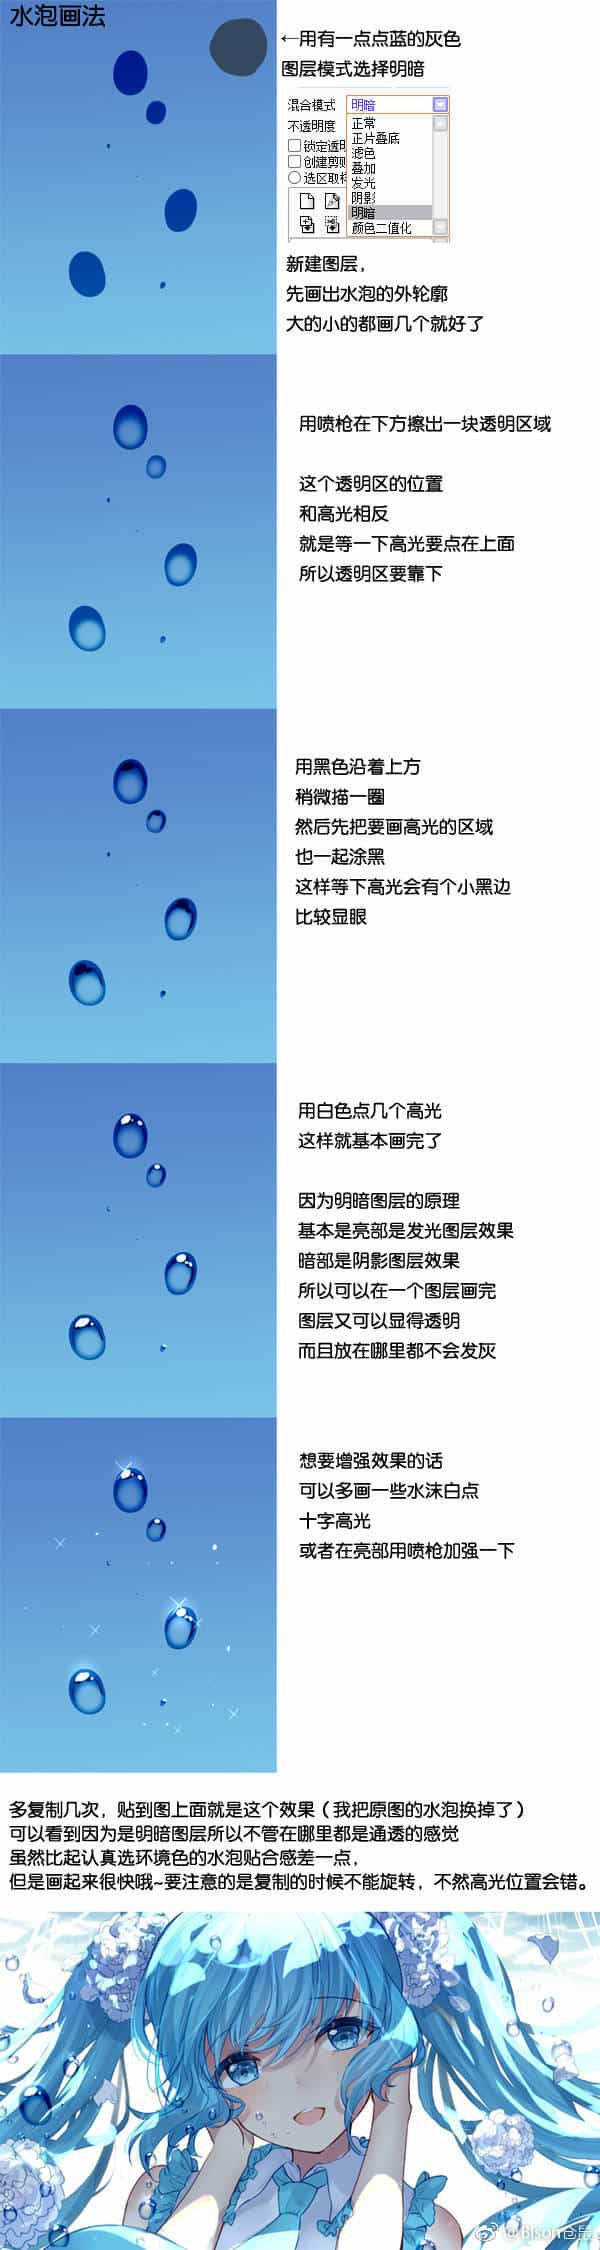 水泡画法
←用有一点点蓝的灰色
图层模式选择明暗
混合模式 明暗
不透明度
正常
正片叠底
锁定透明
滤色
创建剪贴
叠加
选区取样
发光
阴影
明暗
颜色二值化
新建图层，
先画出水泡的外轮廓
大的小的都画几个就好了
用喷枪在下方擦出一块透明区域
这个透明区的位置
和高光相反
就是等一下高光要点在上面
所以透明区要靠下
用黑色沿着上方
稍微描一圈
然后先把要画高光的区域
也一起涂黑
这样等下高光会有个小黑边
比较显眼
用白色点几个高光
这样就基本画完了
因为明暗图层的原理
基本是亮部是发光图层效果
暗部是阴影图层效果
所以可以在一个图层画完
图层又可以显得透明
而且放在哪里都不会发灰
想要增强效果的话
可以多画一些水沫白点
十字高光
或者在亮部用喷枪加强一下
多复制几次，贴到图上面就是这个效果（我把原图的水泡换掉了）
可以看到因为是明暗图层所以不管在哪里都是通透的感觉
虽然比起认真选环境色的水泡贴合感差一点，
但是画起来很快哦~要注意的是复制的时候不能旋转，不然高光位置会错。